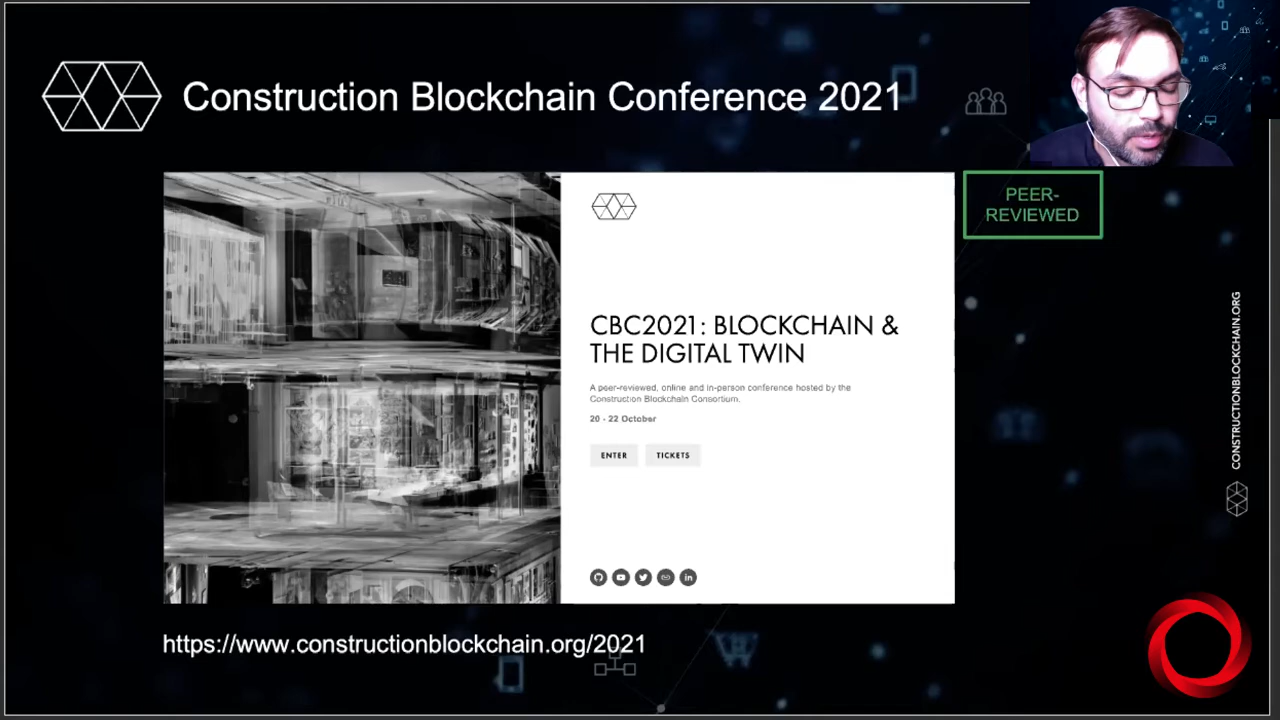 Construction Blockchain Conference 2021
PEER-
REVIEWED
CBC2021: BLOCKCHAIN &
THE DIGITAL TWIN
A peer-reviewed, online and in-person conference hosted by the
Construction Blockchain Consortium.
20 - 22 October
ENTER TICKETS
https://www.constructionblockchain.org/2021
CONSTRUCTIONBLOCKCHAIN.ORG